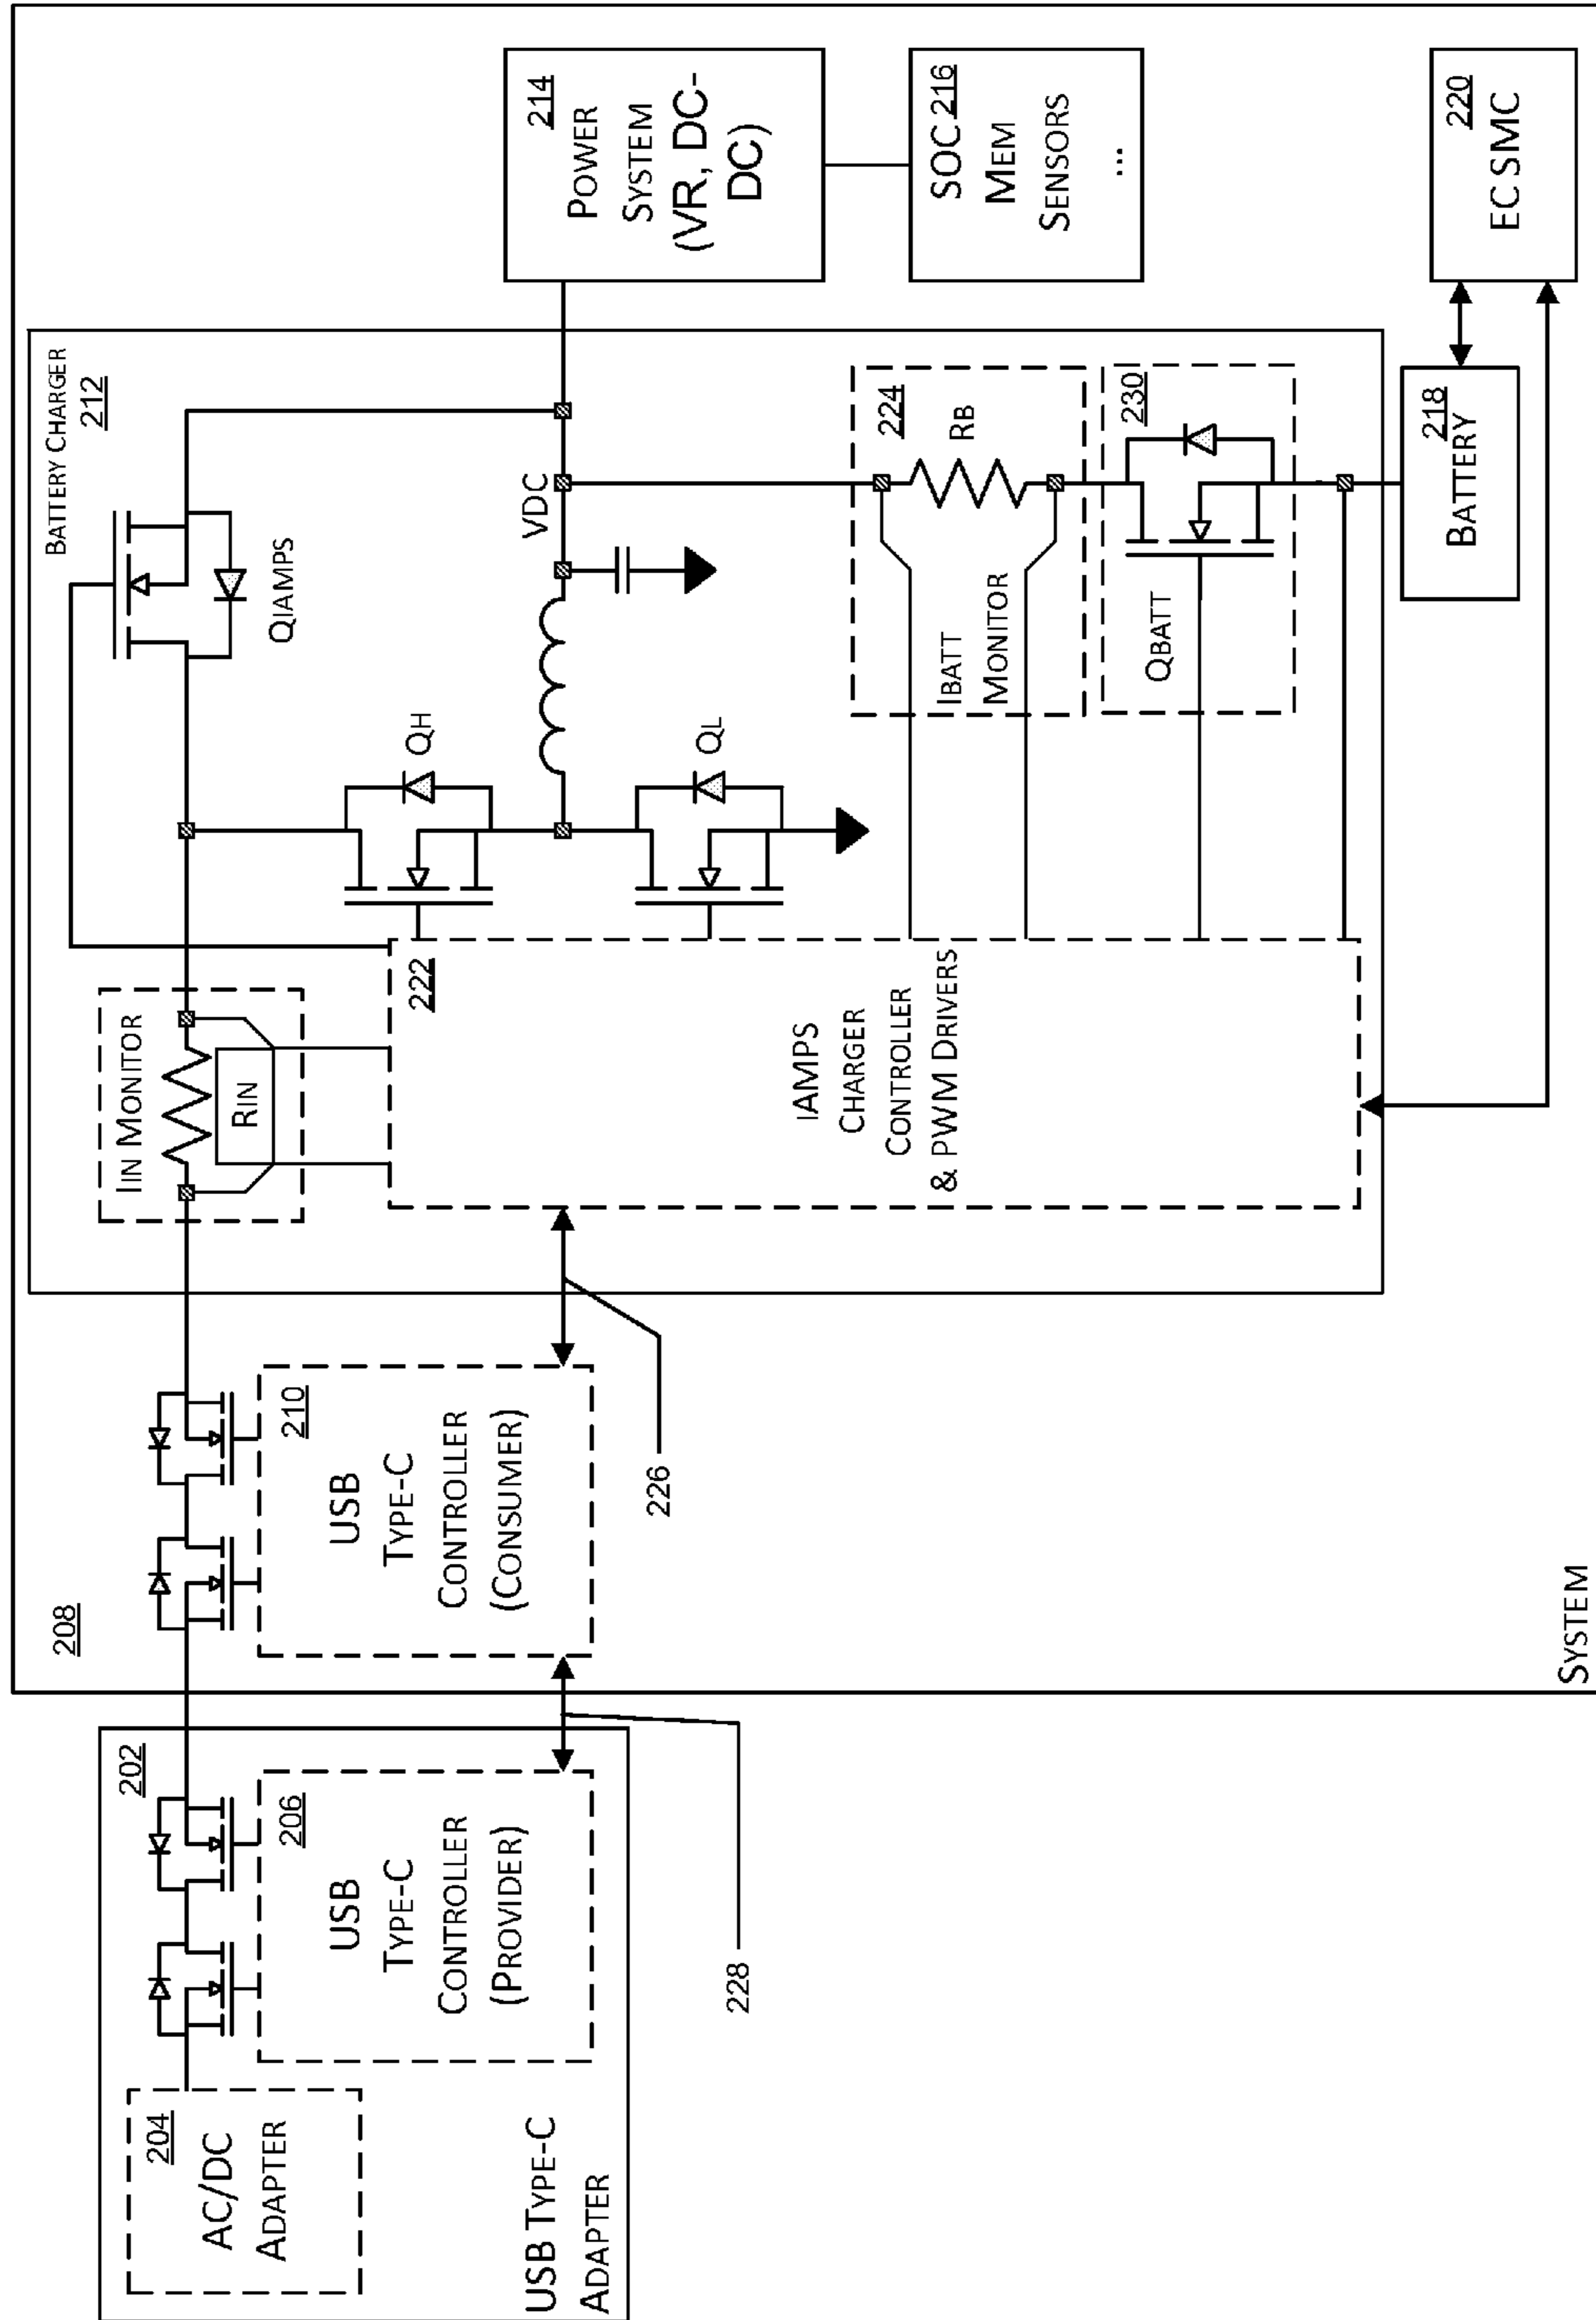 202
204
AC/DC
ADAPTER
206
USB
TYPE-C
CONTROLLER
(PROVIDER)
USB TYPE-C
ADAPTER
228
208
210
USB
TYPE-C
CONTROLLER
(CONSUMER)
226
SYSTEM
BATTERY CHARGER
212
IIN MONITOR
RIN
QIAMPS
222
IAMPS
CHARGER
CONTROLLER
& PWM DRIVERS
QH
QL
VDC
224
RB
IBATT
MONITOR
230
QBATT
214
POWER
SYSTEM
(VR, DC-
DC)
SOC 216
MEM
SENSORS
...
218
BATTERY
220
EC SMC